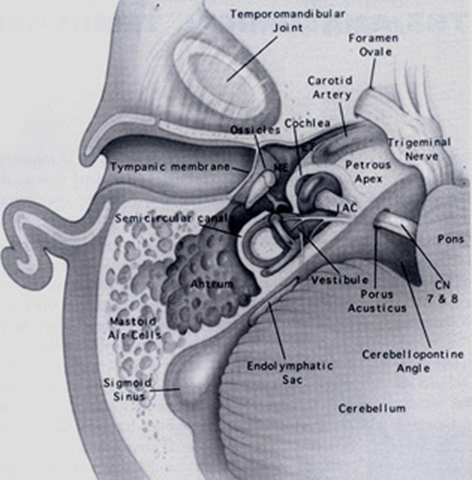 Temporomandibular
Joint
Foramen
Ovale
Carotid
Artery
Ossicles
Cochlea
Trigeminal
Nerve
Tympanic membrane
ME
Petrous
Apex
IAC
Semicircular canals
Pons
Antrum
Vestibule
CN
7 & 8
Porus
Acusticus
Mastoid
Air Cells
Cerebellopontine
Angle
Endolymphatic
Sac
Sigmoid
Sinus
Cerebellum